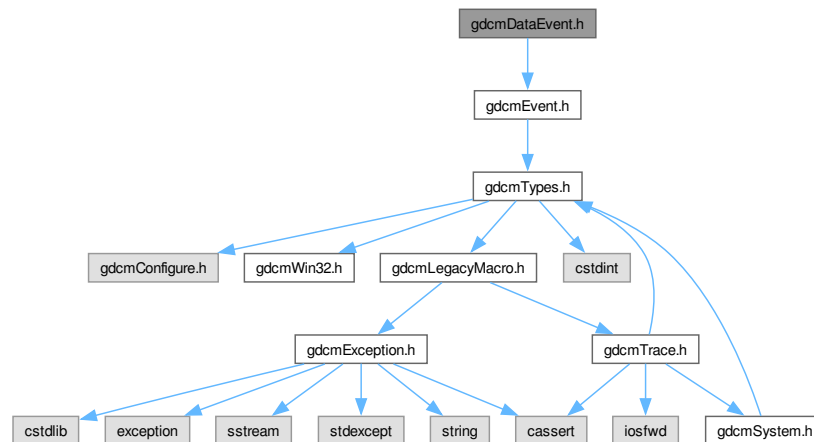 gdcmDataEvent.h
gdcmEvent.h
gdcmTypes.h
gdcmConfigure.h
gdcmWin32.h
gdcmLegacyMacro.h
cstdint
gdcmException.h
gdcmTrace.h
cstdlib
exception
sstream
stdexcept
string
cassert
iosfwd
gdcmSystem.h